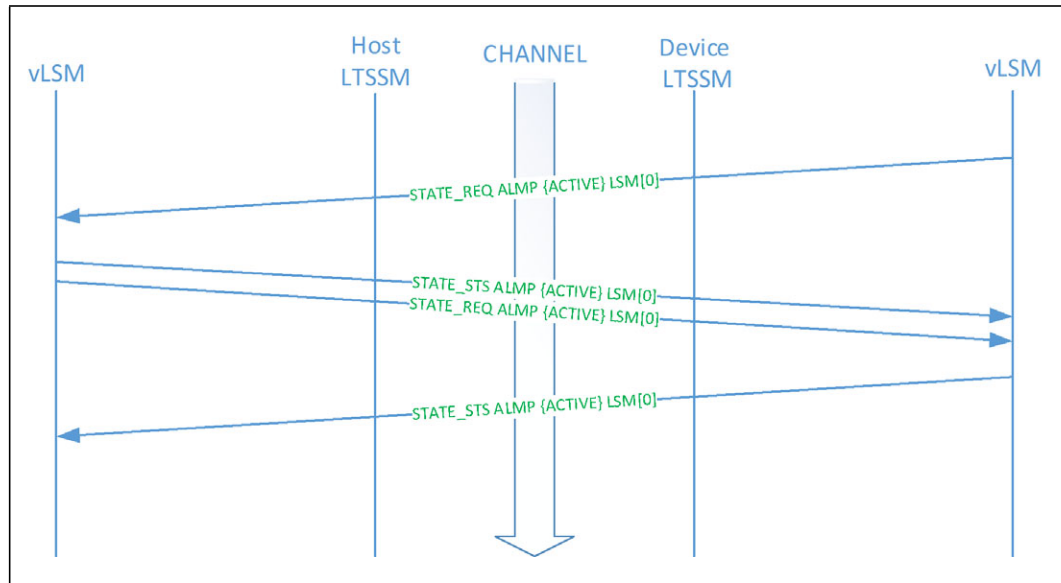 vLSM
Host
LTSSM
CHANNEL
Device
LTSSM
vLSM
STATE_REQ ALMP {ACTIVE} LSM[0]
STATE_STS ALMP {ACTIVE} LSM[0]
STATE_REQ ALMP {ACTIVE} LSM[0]
STATE_STS ALMP {ACTIVE} LSM[0]